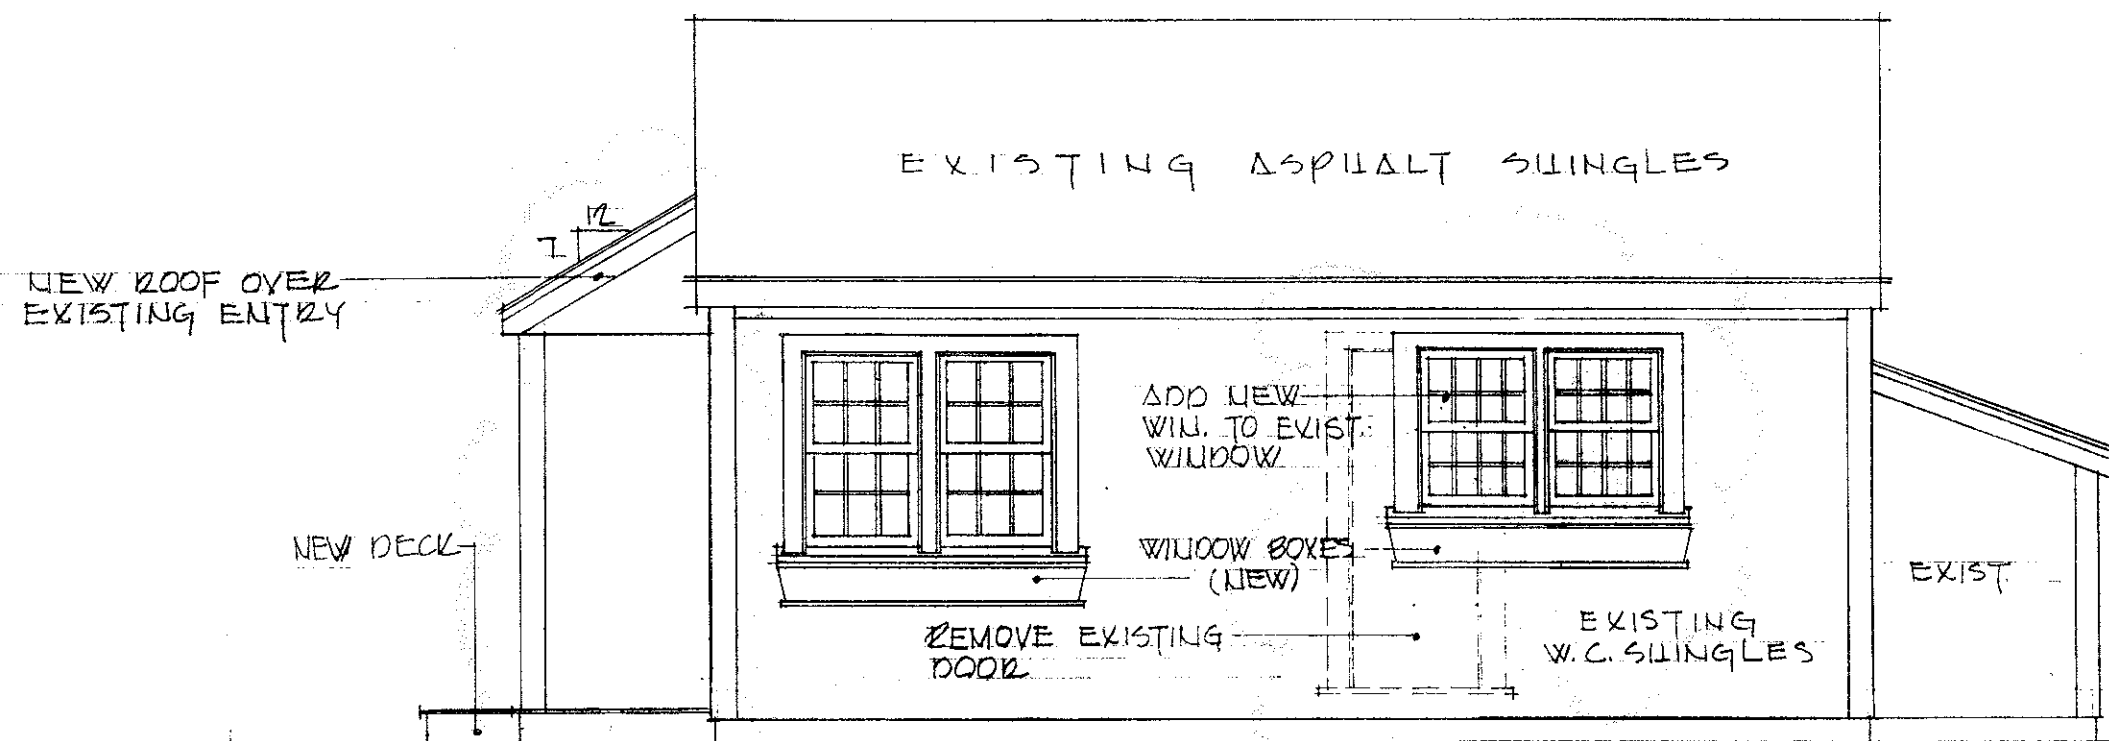 EXISTING ASPHALT SHINGLES
12
7
NEW ROOF OVER
EXISTING ENTRY
ADD NEW
WIN. TO EXIST.
WINDOW
NEW DECK
WINDOW BOXES
(NEW)
EXIST.
REMOVE EXISTING
DOOR
EXISTING
W.C. SHINGLES